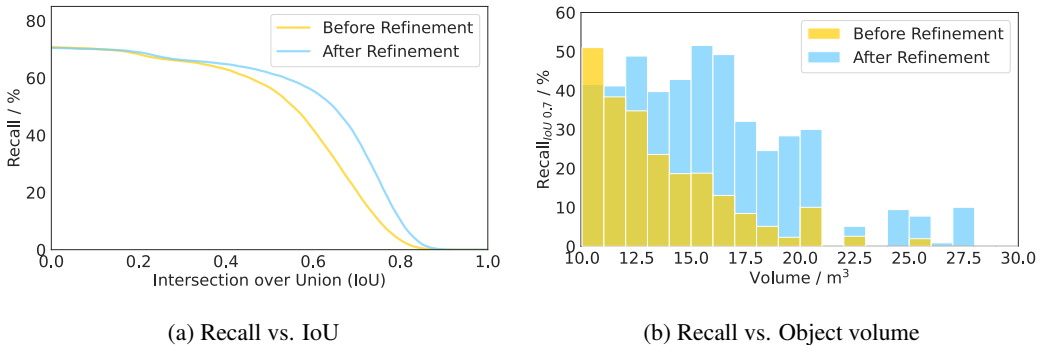 80
60
40
20
0
0.0 0.2 0.4 0.6 0.8 1.0
Recall / %
Intersection over Union (IoU)
Before Refinement
After Refinement
(a) Recall vs. IoU
60
50
40
30
20
10
0
10.0 12.5 15.0 17.5 20.0 22.5 25.0 27.5 30.0
Recall_IoU 0.7 / %
Volume / m³
Before Refinement
After Refinement
(b) Recall vs. Object volume